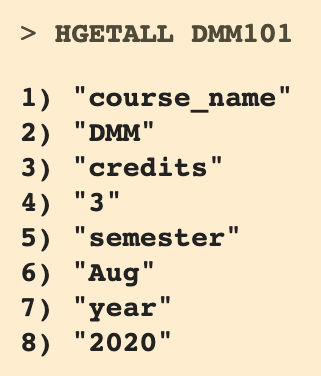 > HGETALL DMM101
1) "course_name"
2) "DMM"
3) "credits"
4) "3"
5) "semester"
6) "Aug"
7) "year"
8) "2020"